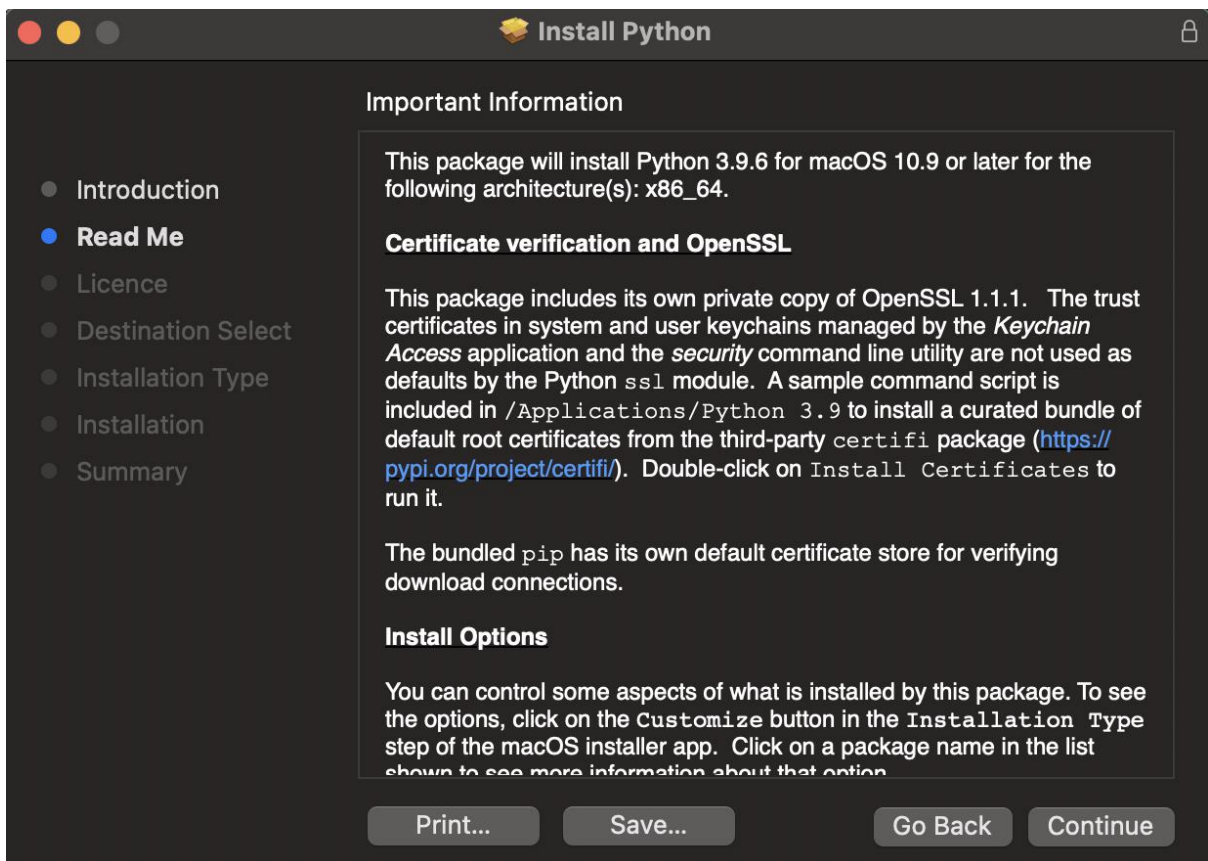 Install Python
Important Information
Introduction
Read Me
Licence
Destination Select
Installation Type
Installation
Summary
This package will install Python 3.9.6 for macOS 10.9 or later for the
following architecture(s): x86_64.
Certificate verification and OpenSSL
This package includes its own private copy of OpenSSL 1.1.1.   The trust
certificates in system and user keychains managed by the Keychain
Access application and the security command line utility are not used as
defaults by the Python ssl module.  A sample command script is
included in /Applications/Python 3.9 to install a curated bundle of
default root certificates from the third-party certifi package (https://
pypi.org/project/certifi/).  Double-click on Install Certificates to
run it.
The bundled pip has its own default certificate store for verifying
download connections.
Install Options
You can control some aspects of what is installed by this package. To see
the options, click on the Customize button in the Installation Type
step of the macOS installer app.  Click on a package name in the list
shown to see more information about that option
Print...
Save...
Go Back
Continue